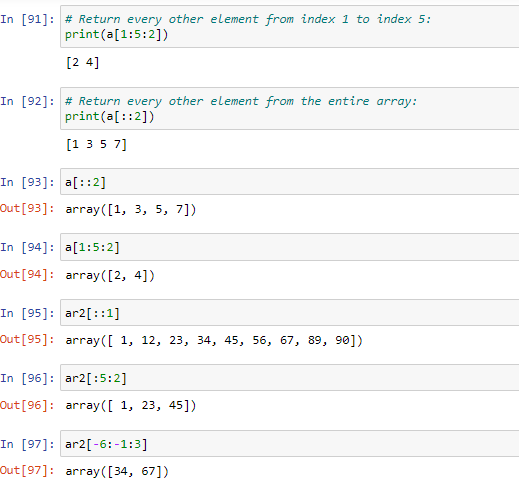 In [91]: # Return every other element from index 1 to index 5:
print(a[1:5:2])
[2 4]
In [92]: # Return every other element from the entire array:
print(a[::2])
[1 3 5 7]
In [93]: a[::2]
Out[93]: array([1, 3, 5, 7])
In [94]: a[1:5:2]
Out[94]: array([2, 4])
In [95]: ar2[::1]
Out[95]: array([ 1, 12, 23, 34, 45, 56, 67, 89, 90])
In [96]: ar2[:5:2]
Out[96]: array([ 1, 23, 45])
In [97]: ar2[-6:-1:3]
Out[97]: array([34, 67])